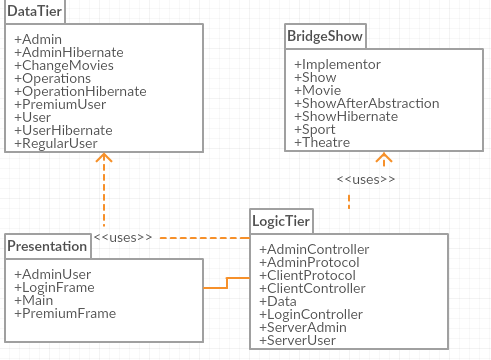 DataTier
+Admin
+AdminHibernate
+ChangeMovies
+Operations
+OperationHibernate
+PremiumUser
+User
+UserHibernate
+RegularUser
BridgeShow
+Implementor
+Show
+Movie
+ShowAfterAbstraction
+ShowHibernate
+Sport
+Theatre
<<uses>>
<<uses>>
Presentation
+AdminUser
+LoginFrame
+Main
+PremiumFrame
LogicTier
+AdminController
+AdminProtocol
+ClientProtocol
+ClientController
+Data
+LoginController
+ServerAdmin
+ServerUser